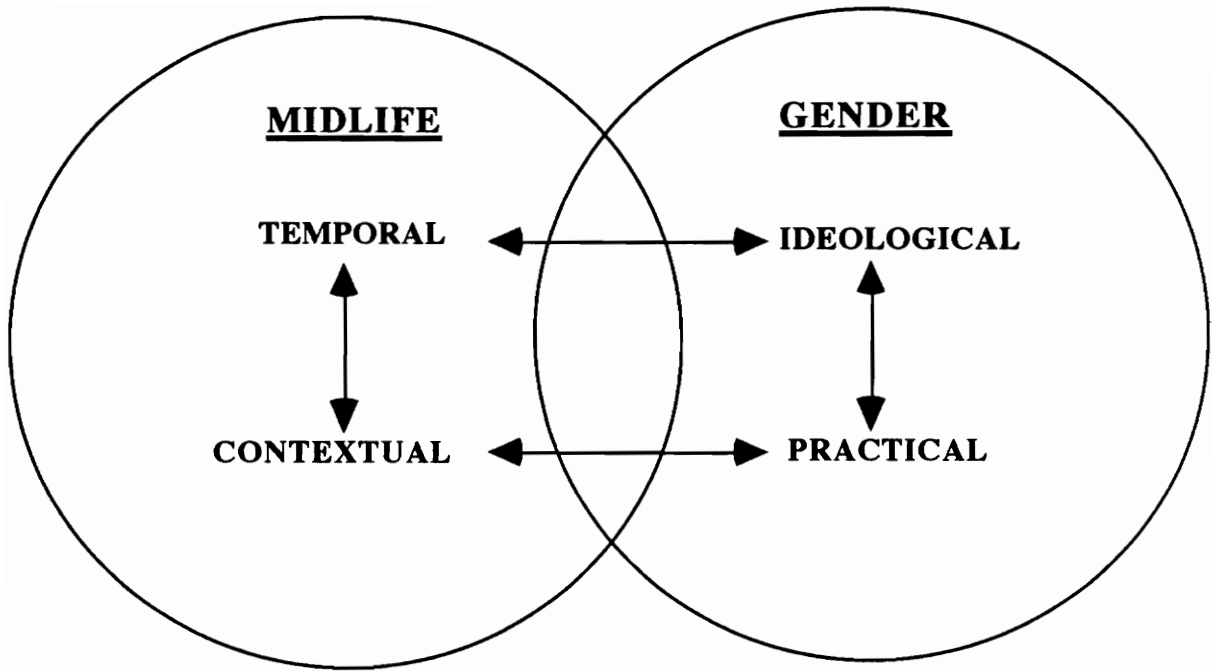 MIDLIFE
GENDER
TEMPORAL
IDEOLOGICAL
CONTEXTUAL
PRACTICAL